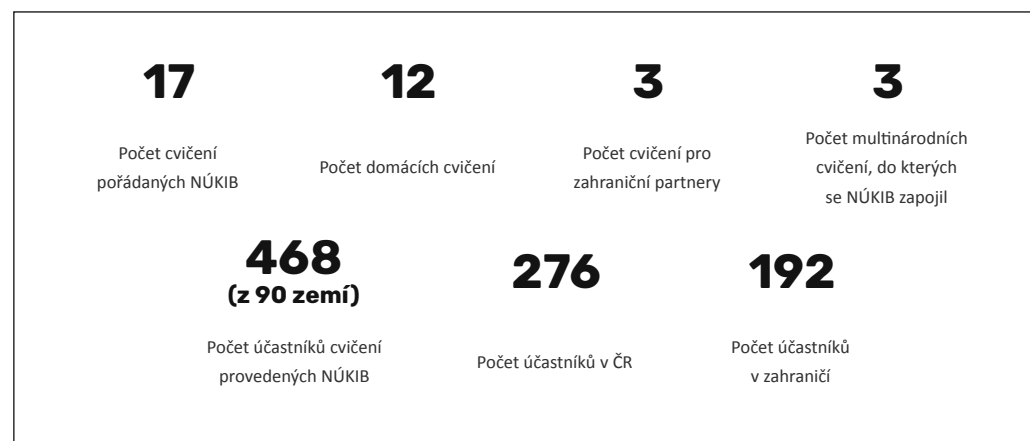 17
12
3
3
Počet cvičení
pořádaných NÚKIB
Počet domácích cvičení
Počet cvičení pro
zahraniční partnery
Počet multinárodních
cvičení, do kterých
se NÚKIB zapojil
468
(z 90 zemí)
276
192
Počet účastníků cvičení
provedených NÚKIB
Počet účastníků v ČR
Počet účastníků
v zahraničí